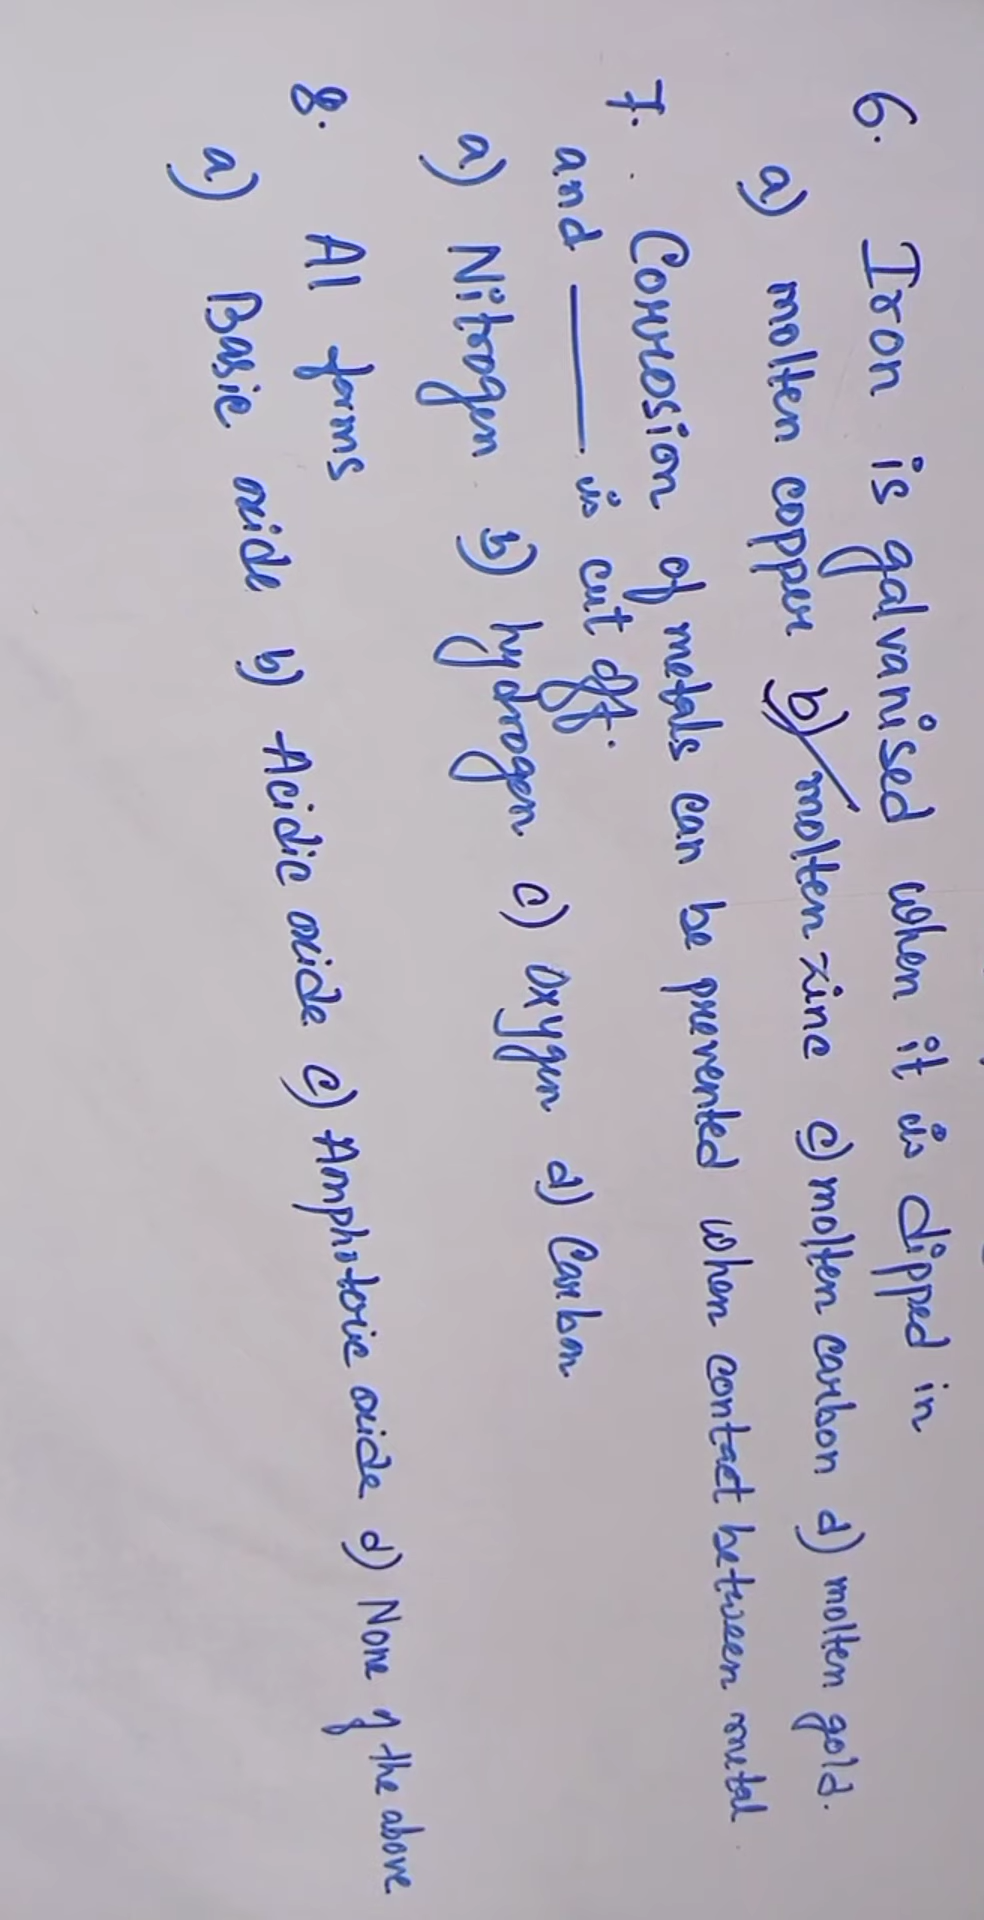 6. Iron is galvanised when it is dipped in
a) molten copper b) molten zinc c) molten carbon d) molten gold.
7. Corrosion of metals can be prevented when contact between metal
and ____ is cut off.
a) Nitrogen b) hydrogen c) oxygen d) Carbon
8. Al forms
a) Basic oxide b) Acidic oxide c) Amphoteric oxide d) None of the above